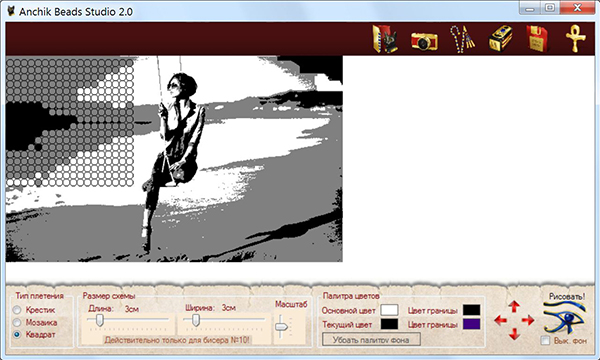 Anchik Beads Studio 2.0
Тип плетения
Крестик
Мозаика
Квадрат
Размер схемы
Длина: 3см
Ширина: 3см
Действительно только для бисера №10!
Масштаб
Палитра цветов
Основной цвет Цвет границы
Текущий цвет Цвет границы
Убрать палитру фона
Рисовать!
Вык. фон